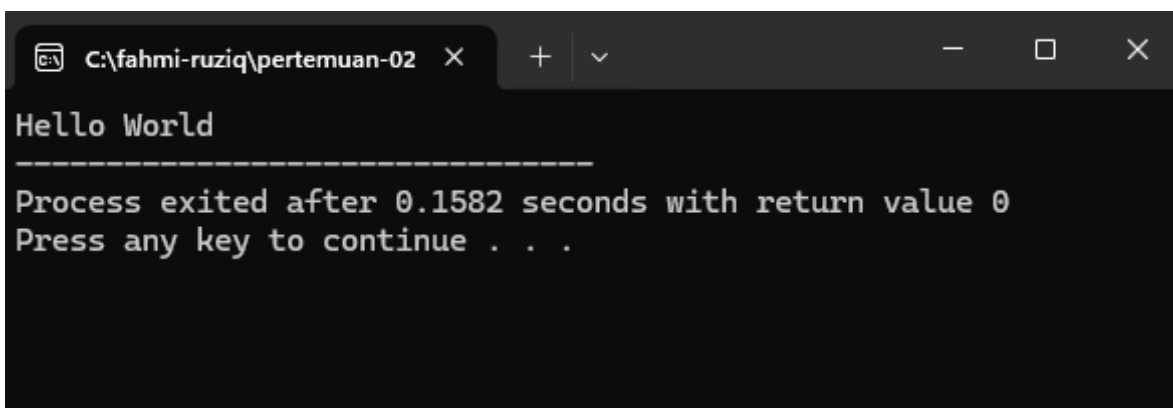 C:\fahmi-ruziq\pertemuan-02
Hello World
--------------------------------
Process exited after 0.1582 seconds with return value 0
Press any key to continue . . .